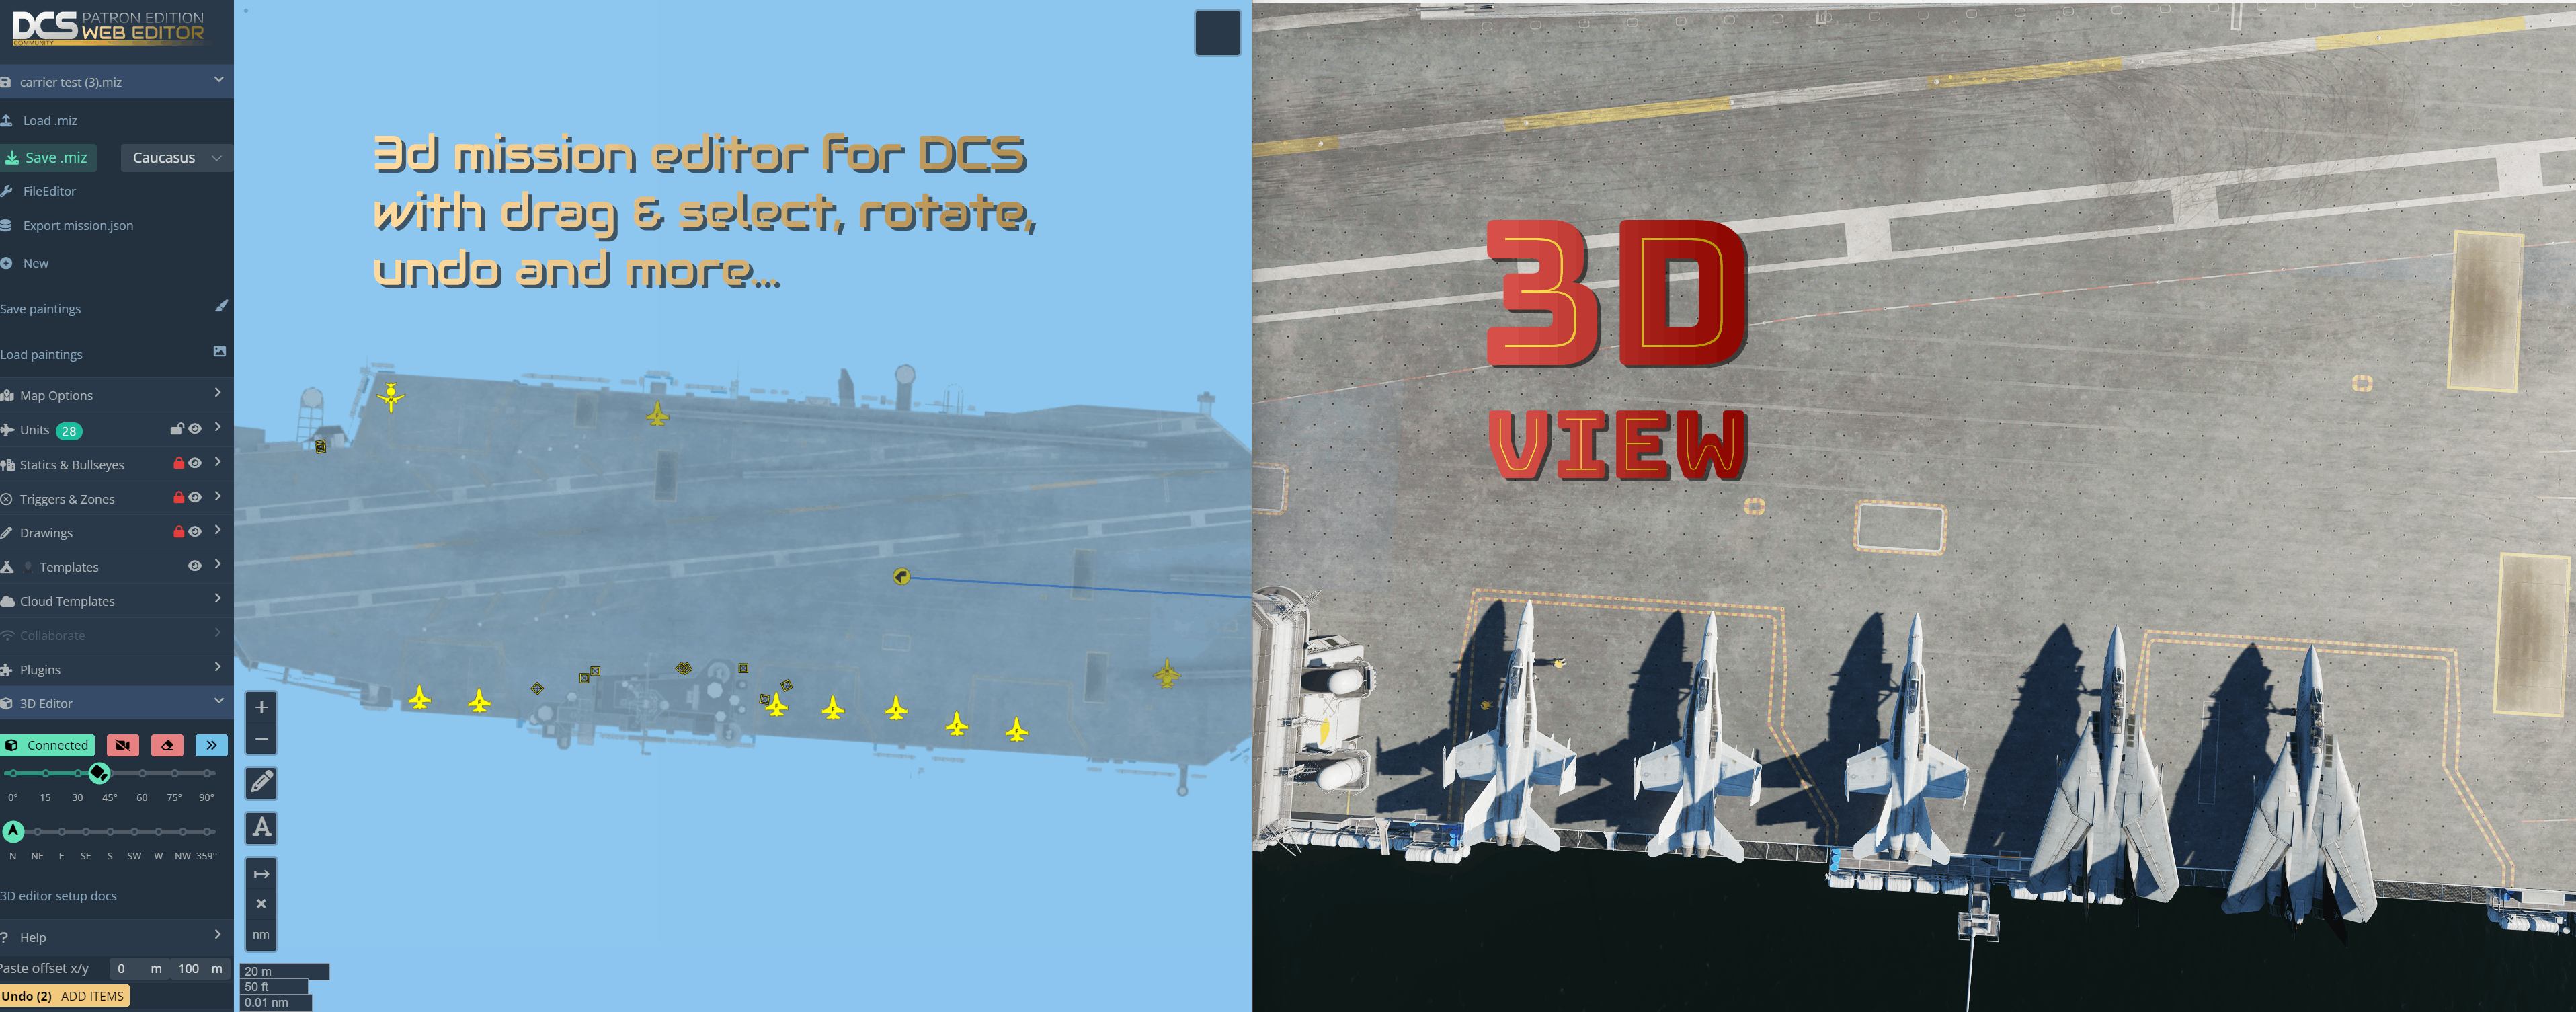 DCS PATRON EDITION
WEB EDITOR
COMMUNITY
carrier test (3).miz
Load .miz
Save .miz
Caucasus
FileEditor
Export mission.json
New
Save paintings
Load paintings
Map Options
Units 28
Statics & Bullseyes
Triggers & Zones
Drawings
Templates
Cloud Templates
Collaborate
Plugins
3D Editor
Connected
0° 15 30 45° 60 75° 90°
N NE E SE S SW W NW 359°
3D editor setup docs
? Help
Paste offset x/y 0 m 100 m
Undo (2) ADD ITEMS
3d mission editor for DCS
with drag & select, rotate,
undo and more...
+
−
A
nm
20 m
50 ft
0.01 nm
3D
VIEW